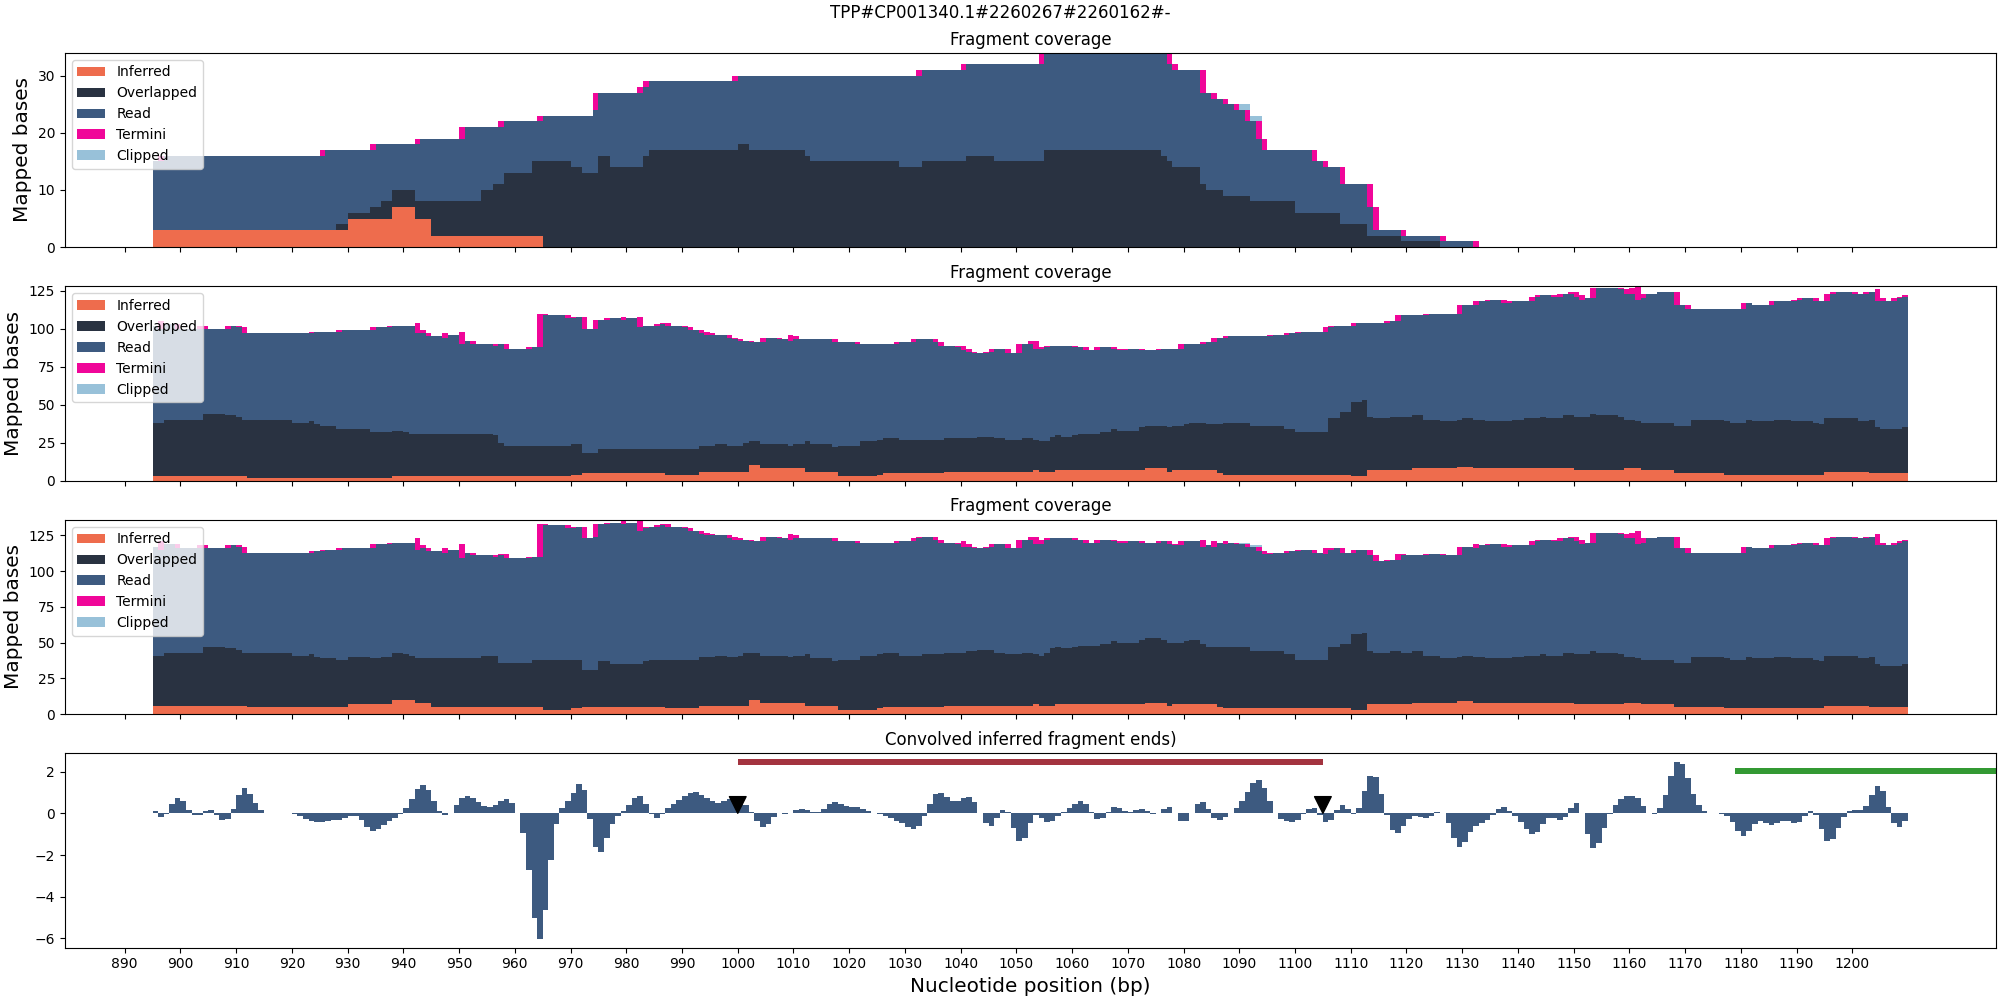 TPP#CP001340.1#2260267#2260162#-
Fragment coverage
Mapped bases
30
20
10
0
Inferred
Overlapped
Read
Termini
Clipped
Fragment coverage
Mapped bases
125
100
75
50
25
0
Inferred
Overlapped
Read
Termini
Clipped
Fragment coverage
Mapped bases
125
100
75
50
25
0
Inferred
Overlapped
Read
Termini
Clipped
Convolved inferred fragment ends)
2
0
−2
−4
−6
890 900 910 920 930 940 950 960 970 980 990 1000 1010 1020 1030 1040 1050 1060 1070 1080 1090 1100 1110 1120 1130 1140 1150 1160 1170 1180 1190 1200
Nucleotide position (bp)